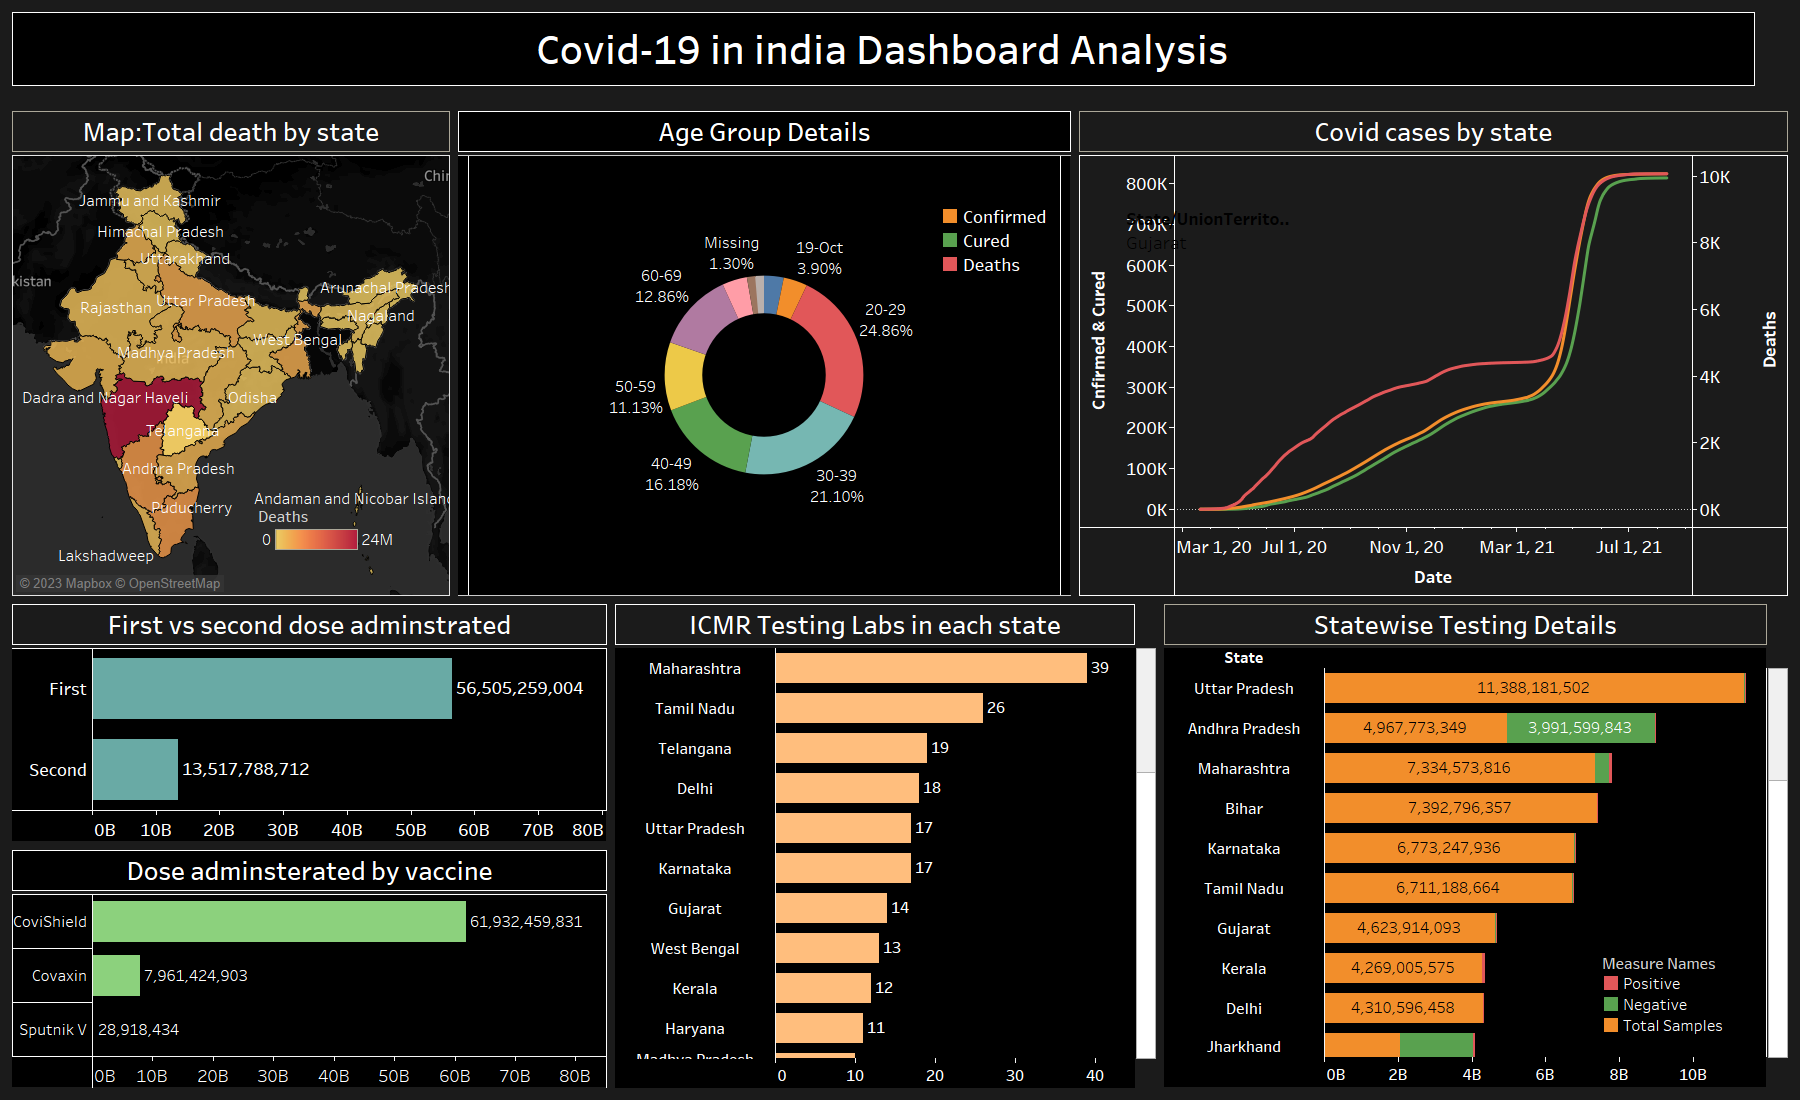 Covid-19 in india Dashboard Analysis
Map:Total death by state
Chin
Jammu and Kashmir
Himachal Pradesh
Uttarakhand
kistan
Arunachal Pradesh
Rajasthan
Uttar Pradesh
Nagaland
West Bengal
Madhya Pradesh
India
Dadra and Nagar Haveli
Odisha
Telangana
Andhra Pradesh
Andaman and Nicobar Islan
Puducherry
Deaths
0
24M
Lakshadweep
© 2023 Mapbox © OpenStreetMap
Age Group Details
Confirmed
Cured
Deaths
Missing
1.30%
19-Oct
3.90%
60-69
12.86%
20-29
24.86%
50-59
11.13%
40-49
16.18%
30-39
21.10%
Covid cases by state
State/UnionTerrito..
Gujarat
Cnfirmed & Cured
800K
700K
600K
500K
400K
300K
200K
100K
0K
10K
8K
6K
4K
2K
0K
Deaths
Mar 1, 20
Jul 1, 20
Nov 1, 20
Mar 1, 21
Jul 1, 21
Date
First vs second dose adminstrated
First
56,505,259,004
Second
13,517,788,712
0B
10B
20B
30B
40B
50B
60B
70B
80B
Dose adminsterated by vaccine
CoviShield
61,932,459,831
Covaxin
7,961,424,903
Sputnik V
28,918,434
0B
10B
20B
30B
40B
50B
60B
70B
80B
ICMR Testing Labs in each state
Maharashtra
39
Tamil Nadu
26
Telangana
19
Delhi
18
Uttar Pradesh
17
Karnataka
17
Gujarat
14
West Bengal
13
Kerala
12
Haryana
11
Madhya Pradesh
0
10
20
30
40
Statewise Testing Details
State
Uttar Pradesh
11,388,181,502
Andhra Pradesh
4,967,773,349
3,991,599,843
Maharashtra
7,334,573,816
Bihar
7,392,796,357
Karnataka
6,773,247,936
Tamil Nadu
6,711,188,664
Gujarat
4,623,914,093
Kerala
4,269,005,575
Delhi
4,310,596,458
Jharkhand
Measure Names
Positive
Negative
Total Samples
0B
2B
4B
6B
8B
10B